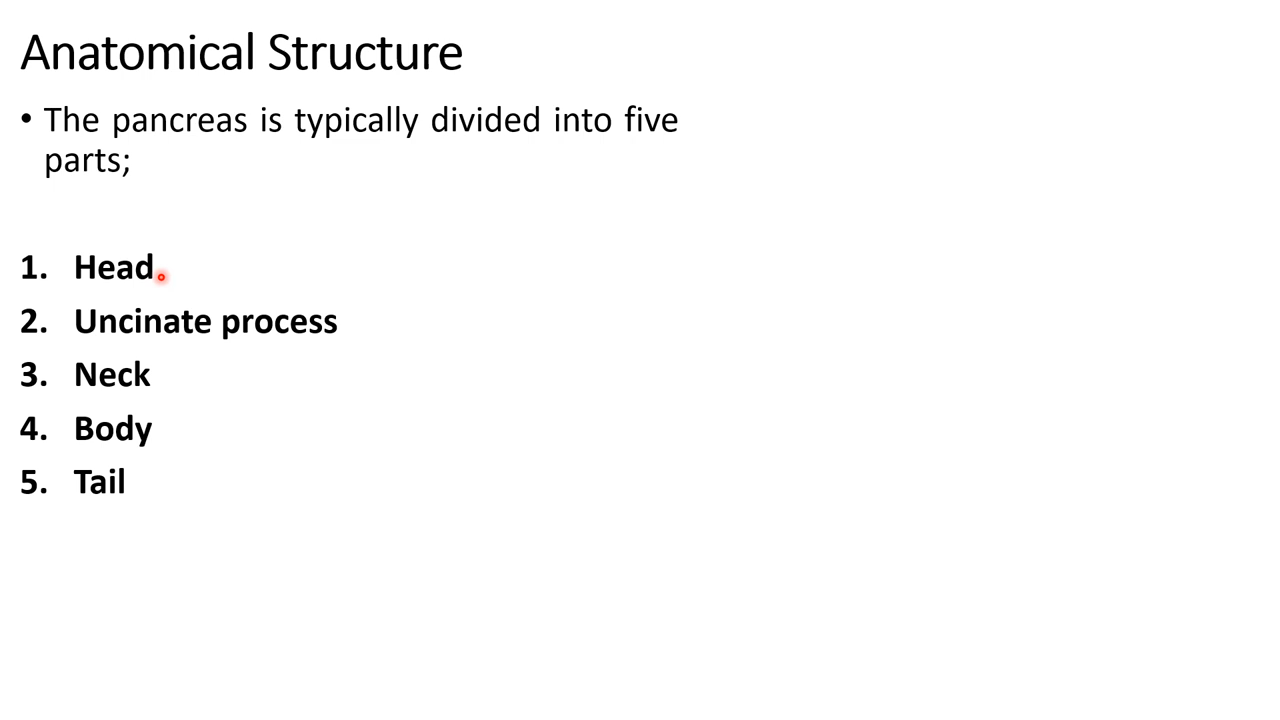 Anatomical Structure
• The pancreas is typically divided into five
parts;
1. Head
2. Uncinate process
3. Neck
4. Body
5. Tail